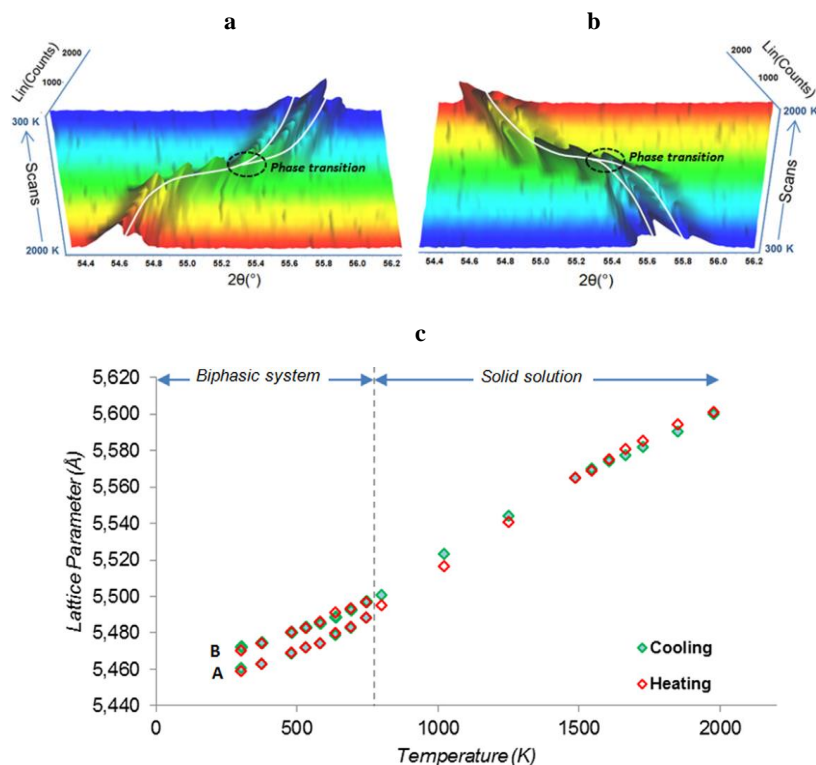 a
b
Lin(Counts)
2000
1000
300 K
Scans
2000 K
Phase transition
54.4 54.8 55.0 55.2 55.4 55.6 55.8 56.2
2θ(°)
Lin(Counts)
2000
1000
2000 K
Scans
300 K
Phase transition
54.4 54.6 54.8 55.0 55.2 55.4 55.6 55.8 56.0 56.2
2θ(°)
c
Biphasic system
Solid solution
5,620
5,600
5,580
5,560
5,540
5,520
5,500
5,480
5,460
5,440
Lattice Parameter (Å)
B
A
Cooling
Heating
0 500 1000 1500 2000
Temperature (K)